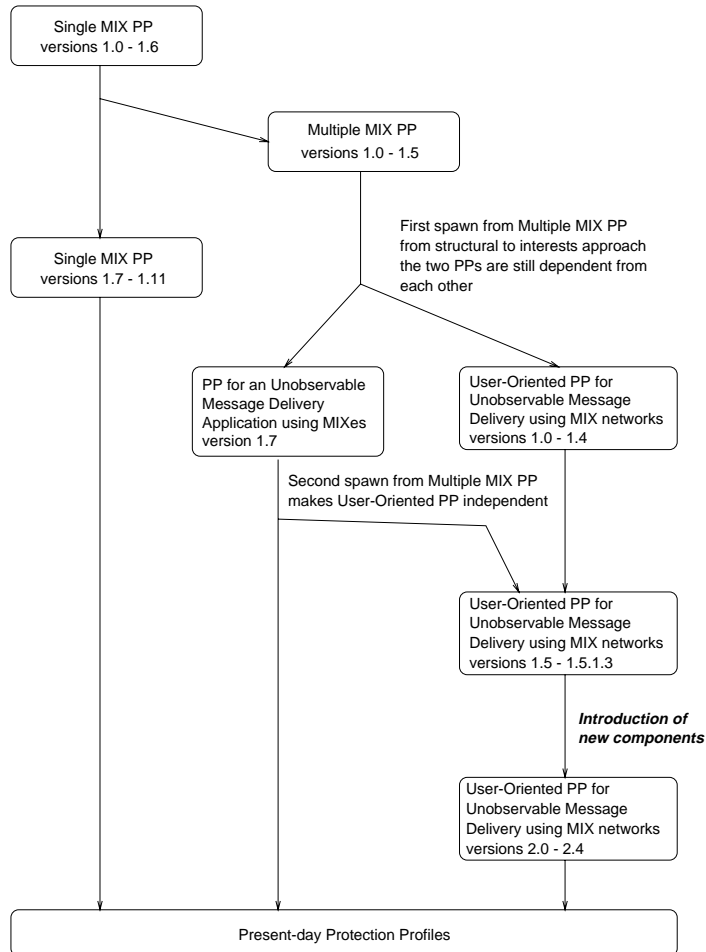 Single MIX PP
versions 1.0 - 1.6
Multiple MIX PP
versions 1.0 - 1.5
First spawn from Multiple MIX PP
from structural to interests approach
the two PPs are still dependent from
each other
Single MIX PP
versions 1.7 - 1.11
PP for an Unobservable
Message Delivery
Application using MIXes
version 1.7
User-Oriented PP for
Unobservable Message
Delivery using MIX networks
versions 1.0 - 1.4
Second spawn from Multiple MIX PP
makes User-Oriented PP independent
User-Oriented PP for
Unobservable Message
Delivery using MIX networks
versions 1.5 - 1.5.1.3
Introduction of
new components
User-Oriented PP for
Unobservable Message
Delivery using MIX networks
versions 2.0 - 2.4
Present-day Protection Profiles